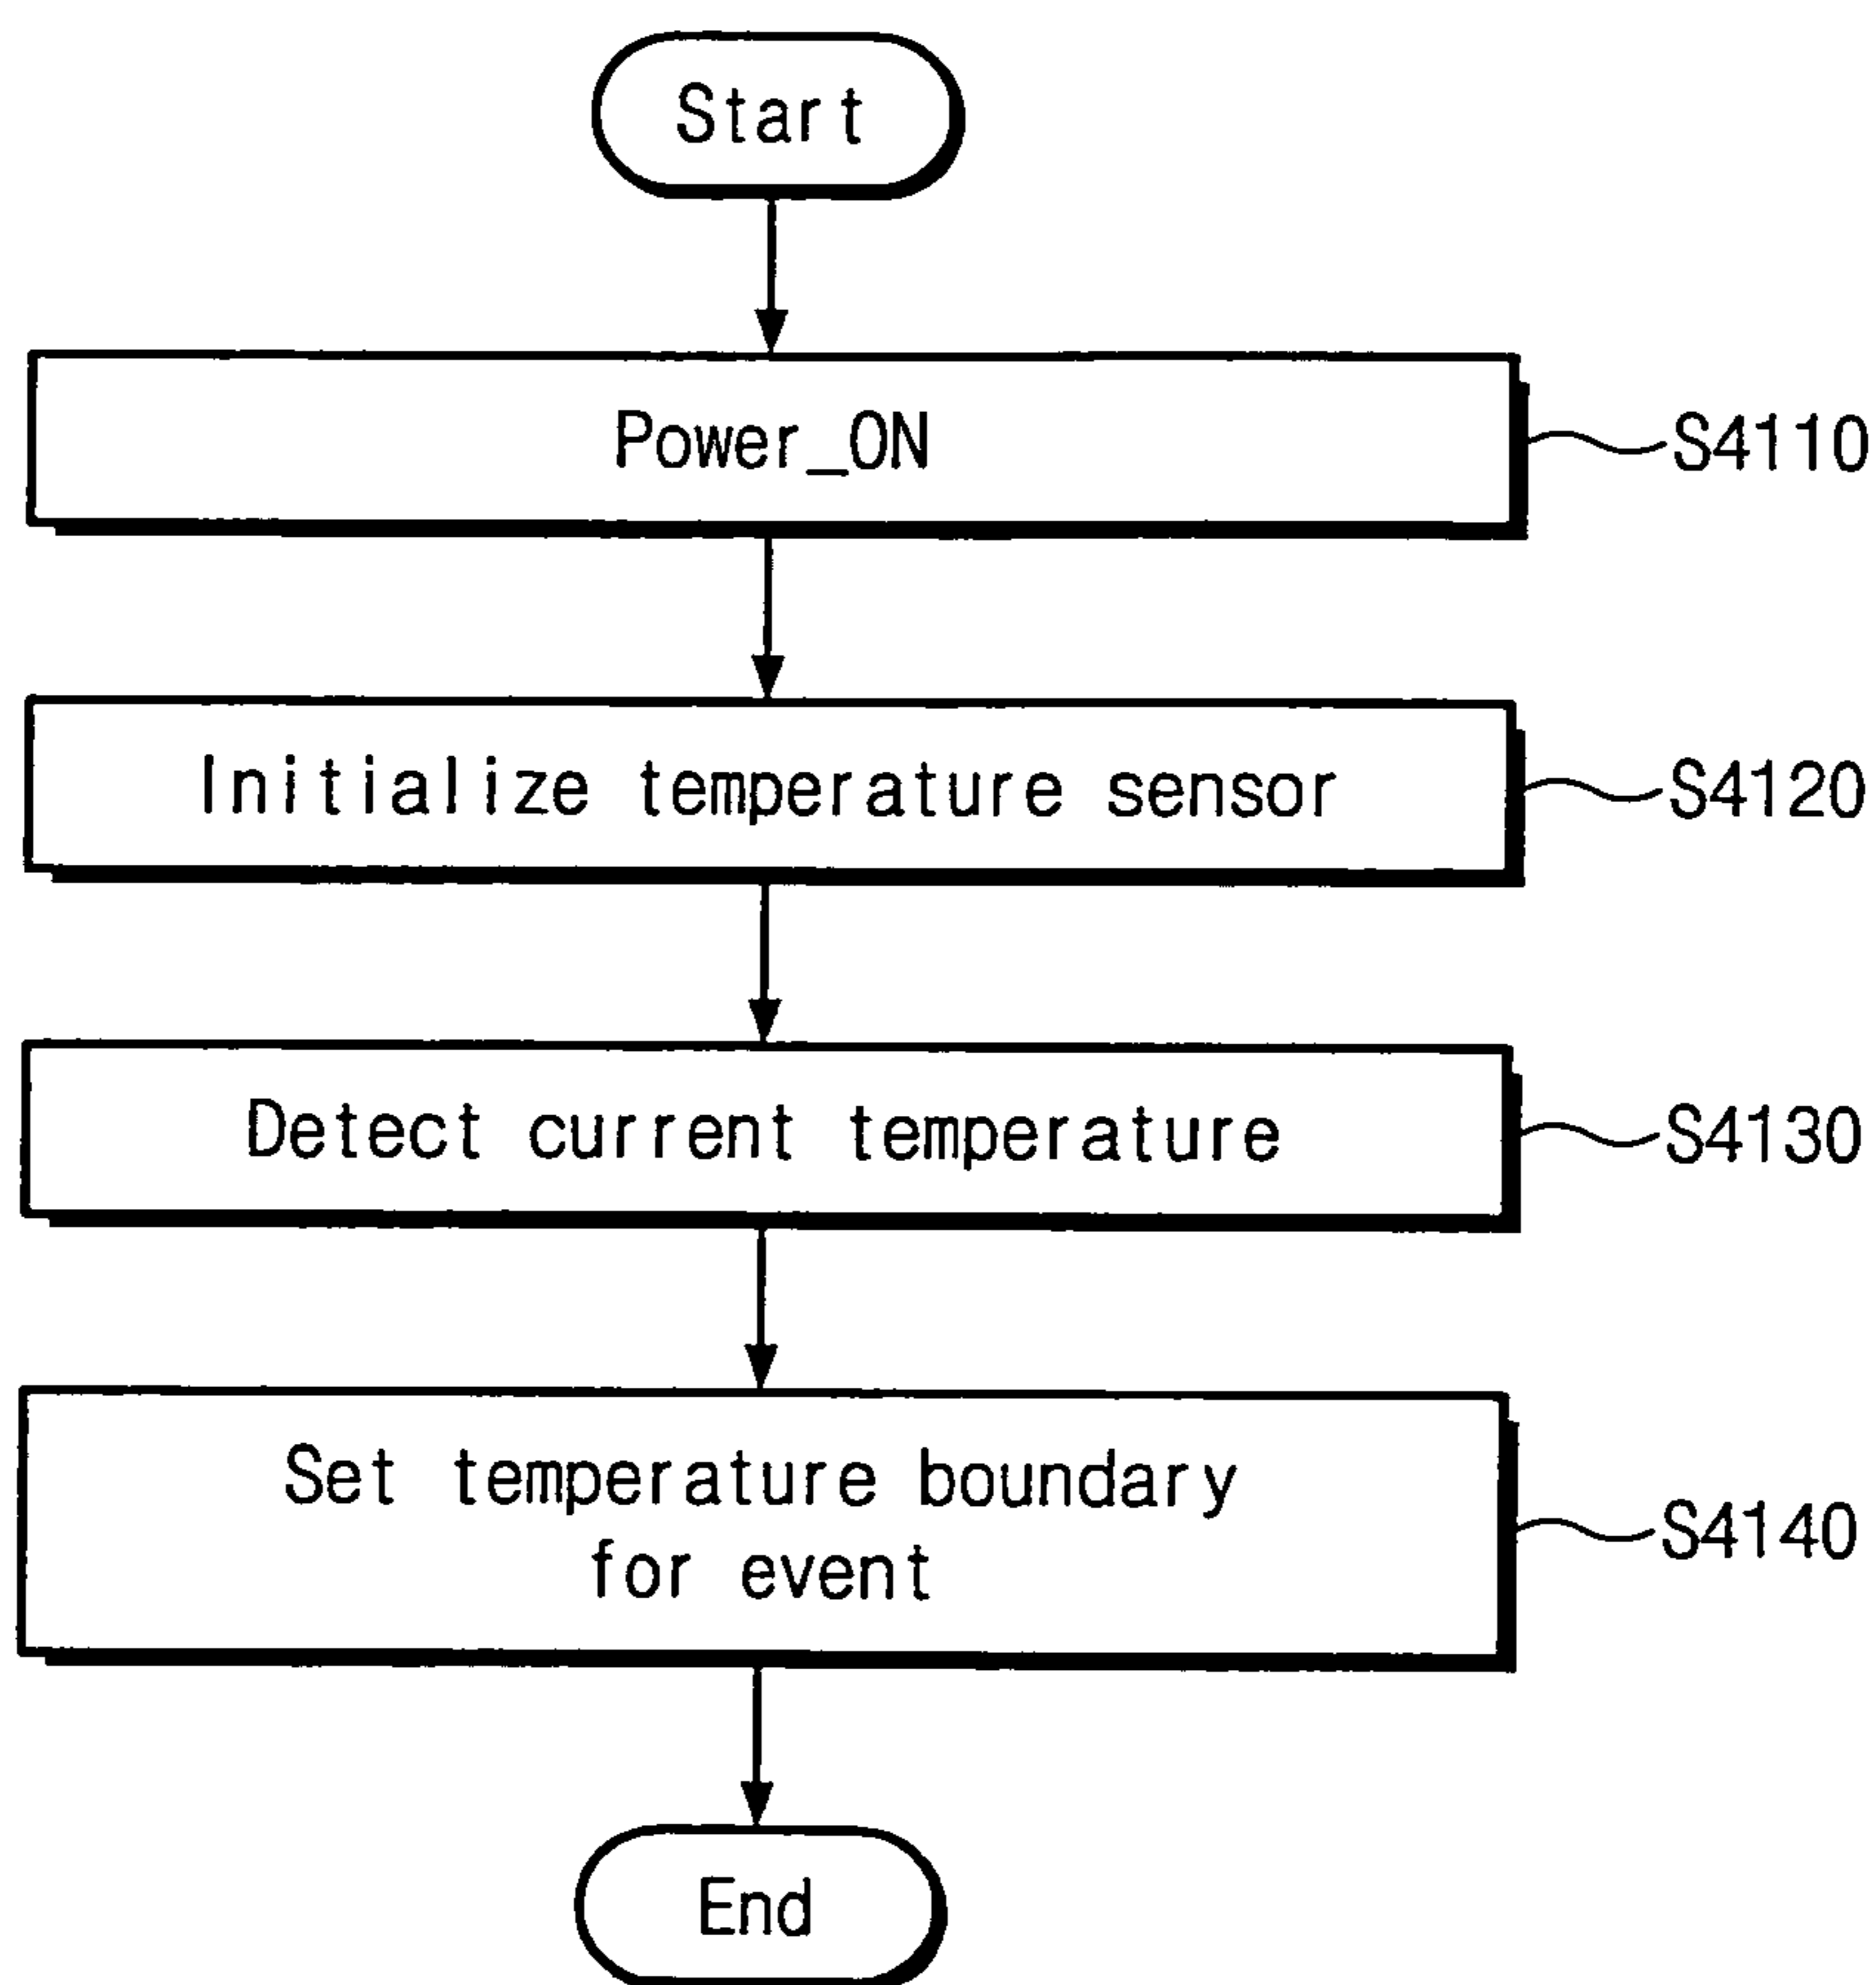 Start
Power_ON
S4110
Initialize temperature sensor
S4120
Detect current temperature
S4130
Set temperature boundary
for event
S4140
End